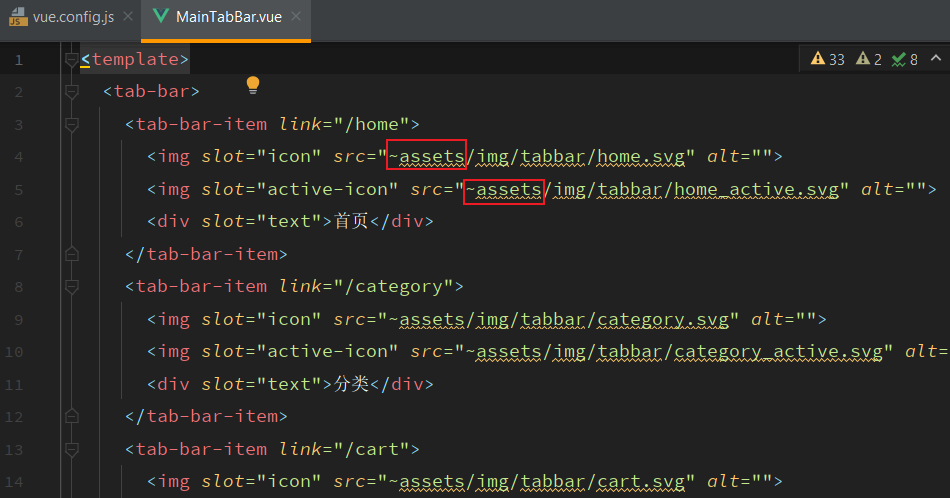 vue.config.js × MainTabBar.vue ×
1 <template> 33 2 8
2 <tab-bar>
3 <tab-bar-item link="/home">
4 <img slot="icon" src="~assets/img/tabbar/home.svg" alt="">
5 <img slot="active-icon" src="~assets/img/tabbar/home_active.svg" alt="">
6 <div slot="text">首页</div>
7 </tab-bar-item>
8 <tab-bar-item link="/category">
9 <img slot="icon" src="~assets/img/tabbar/category.svg" alt="">
10 <img slot="active-icon" src="~assets/img/tabbar/category_active.svg" alt=
11 <div slot="text">分类</div>
12 </tab-bar-item>
13 <tab-bar-item link="/cart">
14 <img slot="icon" src="~assets/img/tabbar/cart.svg" alt="">